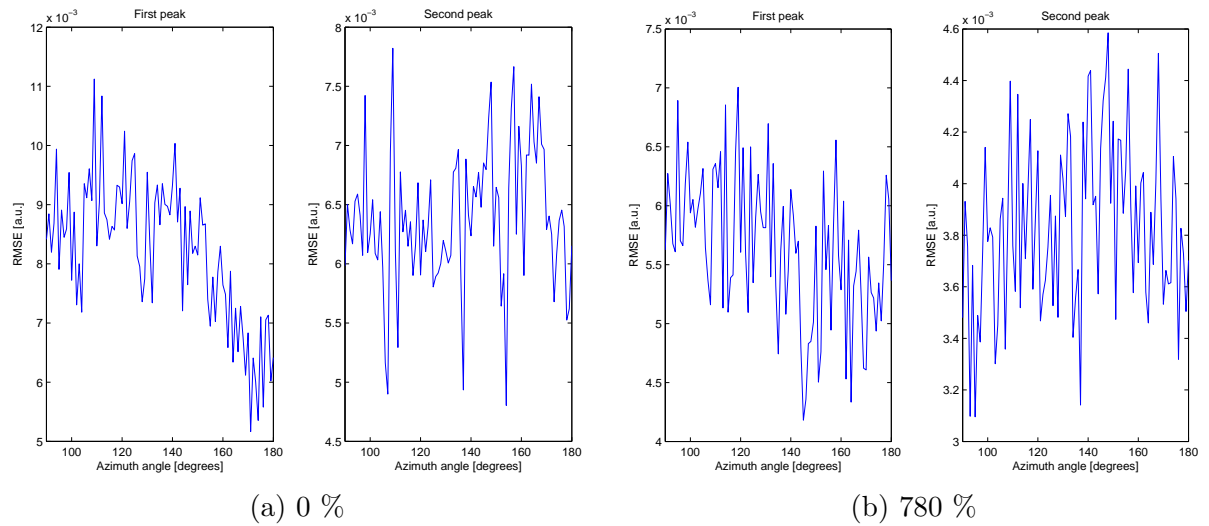 First peak
x 10⁻³
12
11
10
9
8
7
6
5
RMSE [a.u.]
100 120 140 160 180
Azimuth angle [degrees]
Second peak
x 10⁻³
8
7.5
7
6.5
6
5.5
5
4.5
RMSE [a.u.]
100 120 140 160 180
Azimuth angle [degrees]
(a) 0 %
First peak
x 10⁻³
7.5
7
6.5
6
5.5
5
4.5
4
RMSE [a.u.]
100 120 140 160 180
Azimuth angle [degrees]
Second peak
x 10⁻³
4.6
4.4
4.2
4
3.8
3.6
3.4
3.2
3
RMSE [a.u.]
100 120 140 160 180
Azimuth angle [degrees]
(b) 780 %